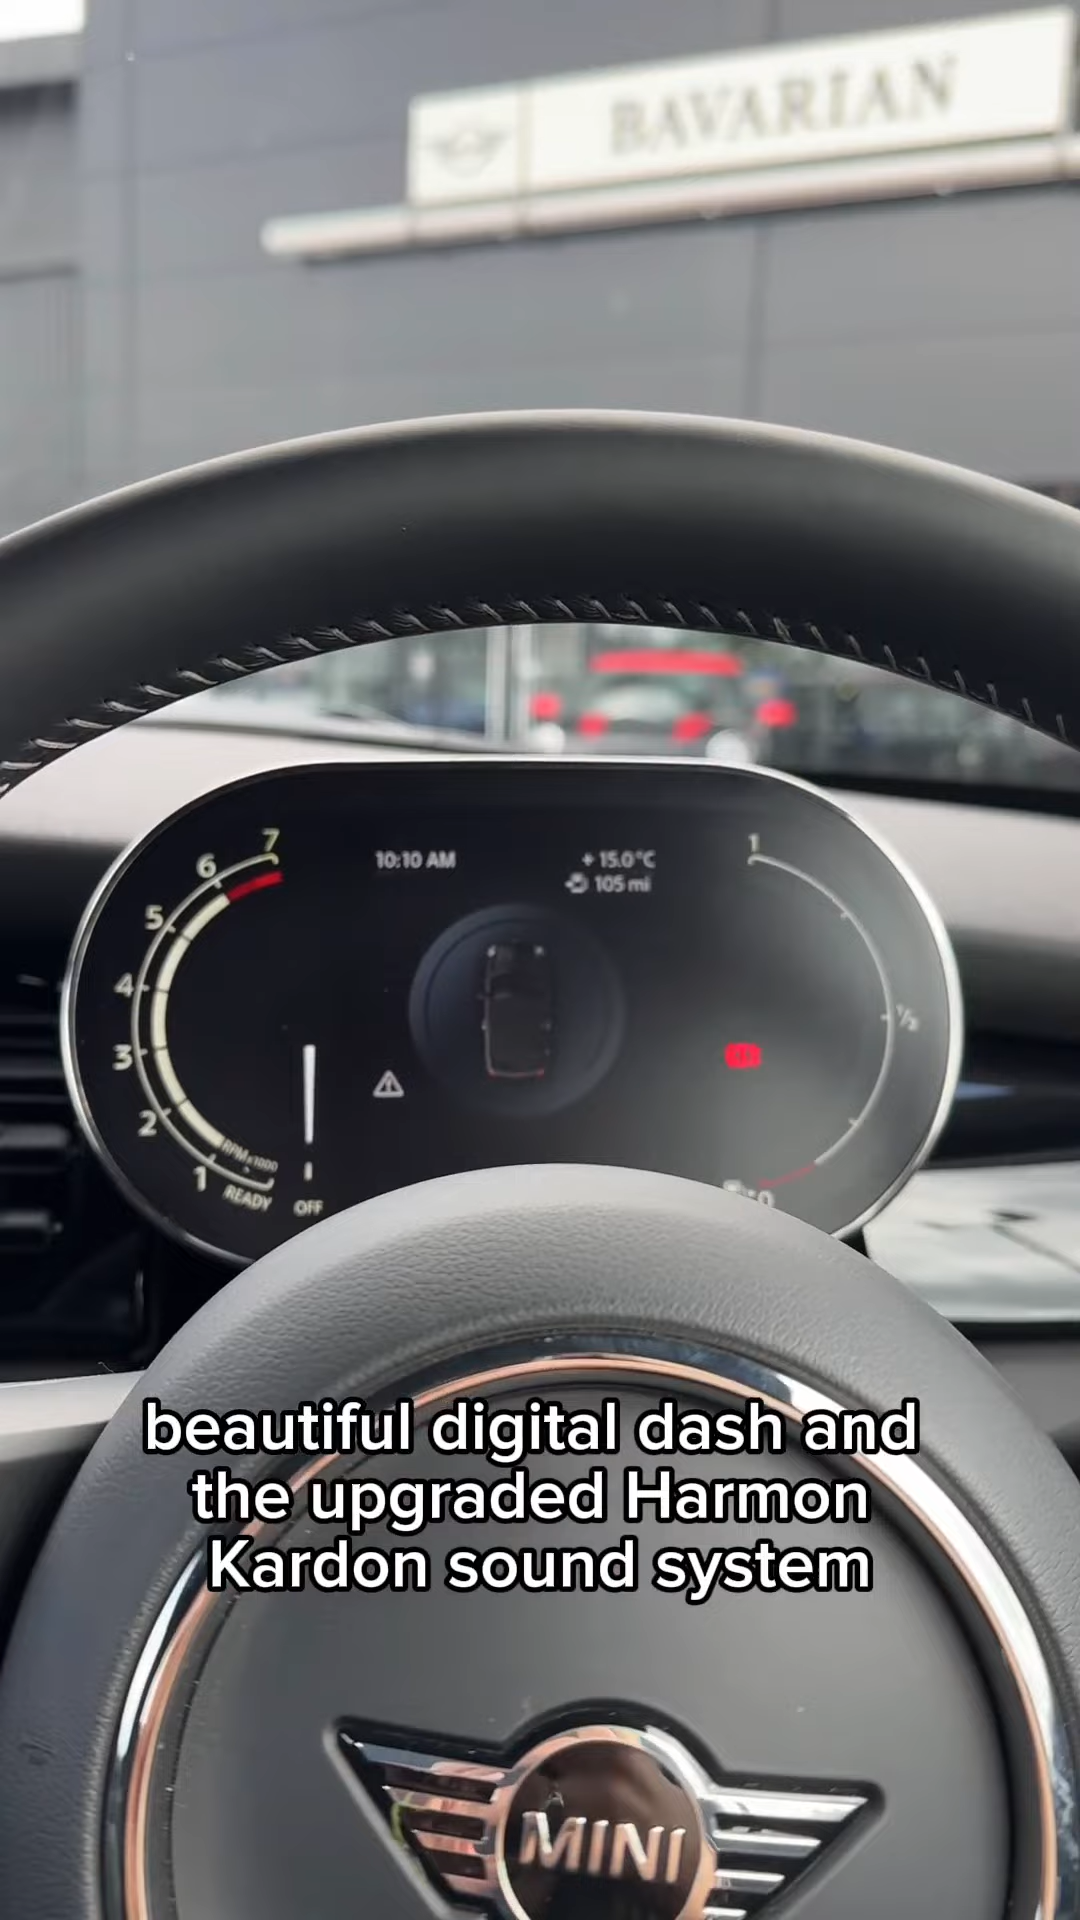 BAVARIAN
7
6
5
4
3
2
1
RPM x1000
READY
OFF
10:10 AM
+ 15.0°C
105 mi
1
½
0
beautiful digital dash and
the upgraded Harmon
Kardon sound system
MINI